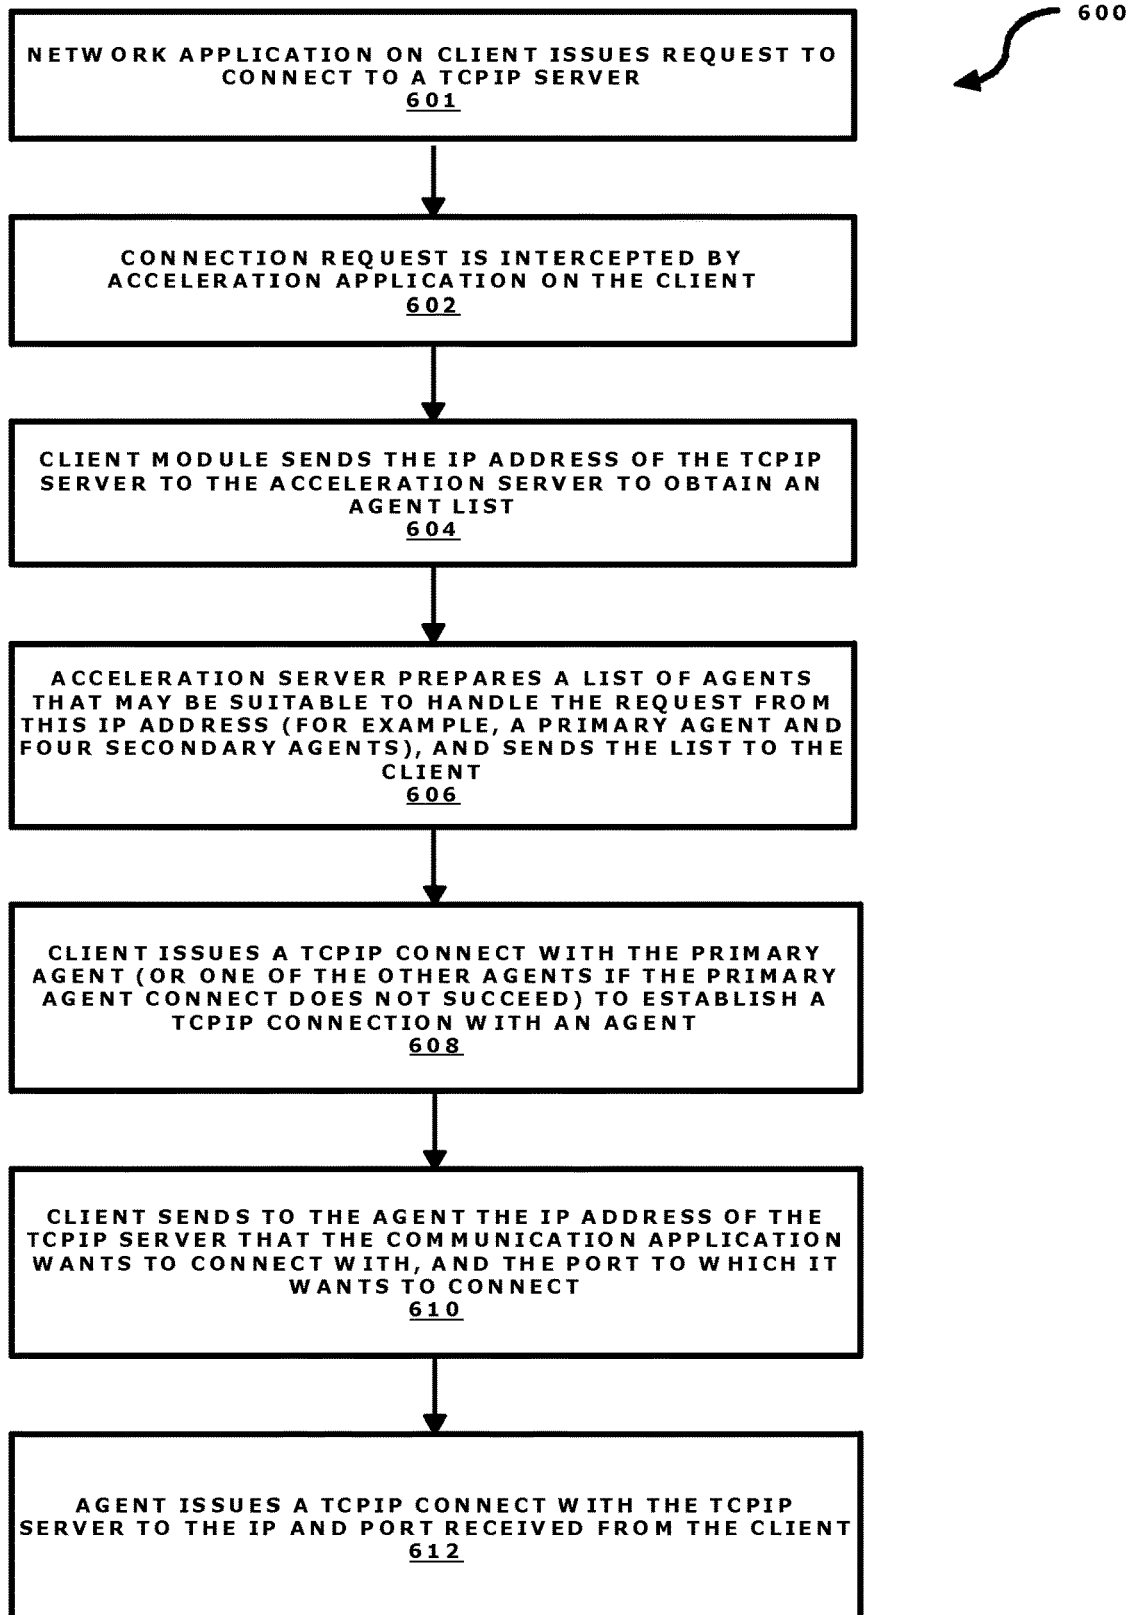 600
NETWORK APPLICATION ON CLIENT ISSUES REQUEST TO
CONNECT TO A TCPIP SERVER
601
CONNECTION REQUEST IS INTERCEPTED BY
ACCELERATION APPLICATION ON THE CLIENT
602
CLIENT MODULE SENDS THE IP ADDRESS OF THE TCPIP
SERVER TO THE ACCELERATION SERVER TO OBTAIN AN
AGENT LIST
604
ACCELERATION SERVER PREPARES A LIST OF AGENTS
THAT MAY BE SUITABLE TO HANDLE THE REQUEST FROM
THIS IP ADDRESS (FOR EXAMPLE, A PRIMARY AGENT AND
FOUR SECONDARY AGENTS), AND SENDS THE LIST TO THE
CLIENT
606
CLIENT ISSUES A TCPIP CONNECT WITH THE PRIMARY
AGENT (OR ONE OF THE OTHER AGENTS IF THE PRIMARY
AGENT CONNECT DOES NOT SUCCEED) TO ESTABLISH A
TCPIP CONNECTION WITH AN AGENT
608
CLIENT SENDS TO THE AGENT THE IP ADDRESS OF THE
TCPIP SERVER THAT THE COMMUNICATION APPLICATION
WANTS TO CONNECT WITH, AND THE PORT TO WHICH IT
WANTS TO CONNECT
610
AGENT ISSUES A TCPIP CONNECT WITH THE TCPIP
SERVER TO THE IP AND PORT RECEIVED FROM THE CLIENT
612